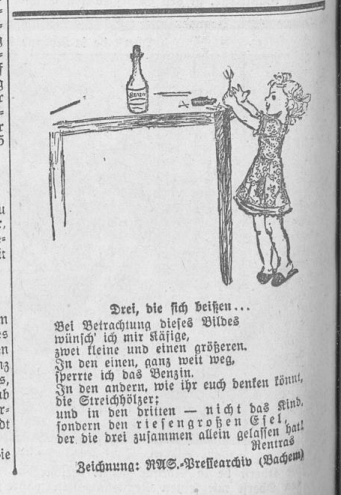 Drei, die sich beißen...
Bei Betrachtung dieses Bildes
wünsch' ich mir Käfige,
zwei kleine und einen größeren.
In den einen, ganz weit weg,
sperrte ich das Benzin.
In den andern, wie ihr euch denken könnt,
die Streichhölzer;
und in den dritten — nicht das Kind,
sondern den riesengroßen Esel,
der die drei zusammen allein gelassen hat!
Rentras
Zeichnung: RAS.-Pressearchiv (Bachem)